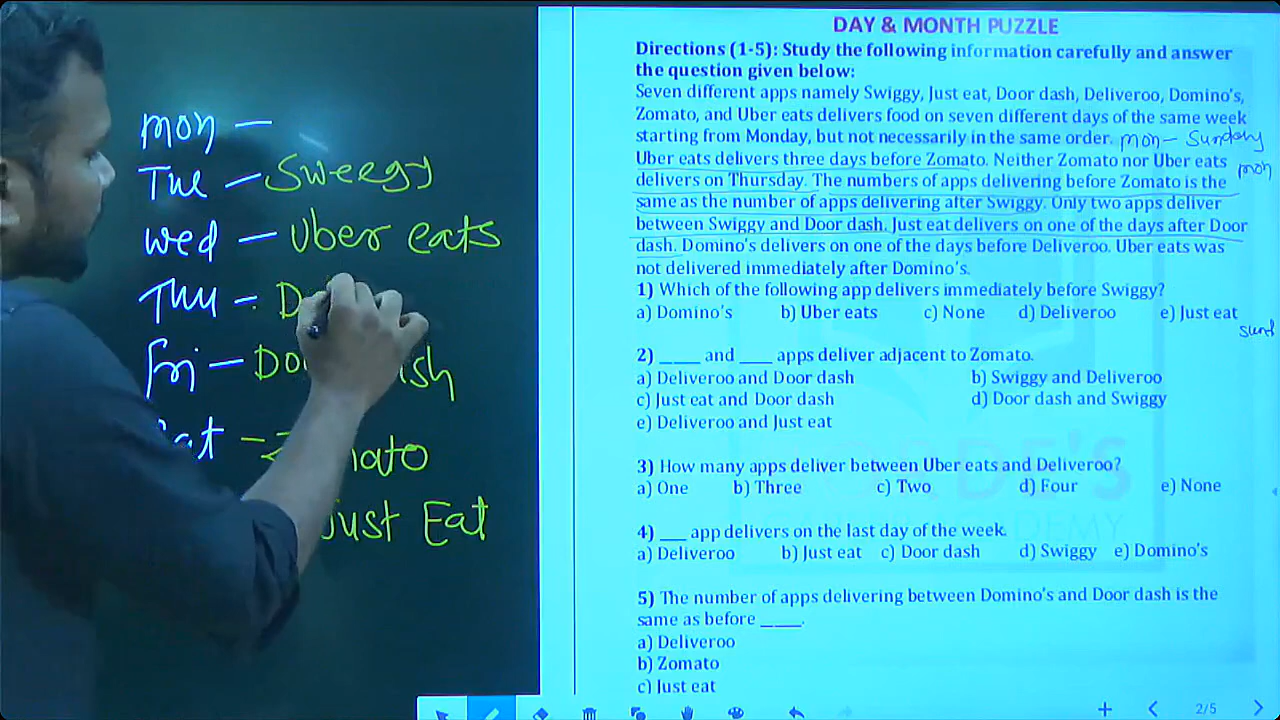 mon -
Tue - Sweegy
wed - Uber eats
Thu - D
Fri - Doo sh
at - Z mato
Just Eat
DAY & MONTH PUZZLE
Directions (1-5): Study the following information carefully and answer
the question given below:
Seven different apps namely Swiggy, Just eat, Door dash, Deliveroo, Domino's,
Zomato, and Uber eats delivers food on seven different days of the same week
starting from Monday, but not necessarily in the same order. mon - Sunday
Uber eats delivers three days before Zomato. Neither Zomato nor Uber eats
mon
delivers on Thursday. The numbers of apps delivering before Zomato is the
same as the number of apps delivering after Swiggy. Only two apps deliver
between Swiggy and Door dash. Just eat delivers on one of the days after Door
dash. Domino's delivers on one of the days before Deliveroo. Uber eats was
not delivered immediately after Domino's.
1) Which of the following app delivers immediately before Swiggy?
a) Domino's b) Uber eats c) None d) Deliveroo e) Just eat
2) ____ and ____ apps deliver adjacent to Zomato.
a) Deliveroo and Door dash b) Swiggy and Deliveroo
c) Just eat and Door dash d) Door dash and Swiggy
e) Deliveroo and Just eat
3) How many apps deliver between Uber eats and Deliveroo?
a) One b) Three c) Two d) Four e) None
4) ___ app delivers on the last day of the week.
a) Deliveroo b) Just eat c) Door dash d) Swiggy e) Domino's
5) The number of apps delivering between Domino's and Door dash is the
same as before ____.
a) Deliveroo
b) Zomato
c) Just eat
2/5